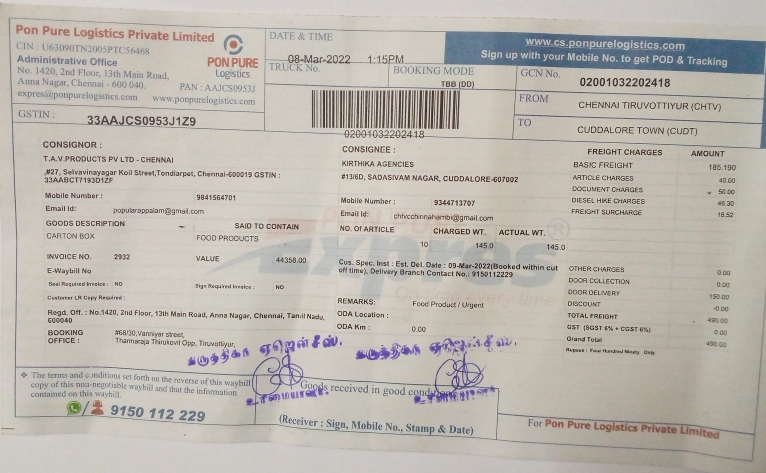 Pon Pure Logistics Private Limited
CIN : U63090TN2005PTC56468
Administrative Office
No. 1420, 2nd Floor, 13th Main Road,
Anna Nagar, Chennai - 600 040.
PAN : AAJCS0953J
expres@ponpurelogistics.com www.ponpurelogistics.com
PON PURE
Logistics
GSTIN : 33AAJCS0953J1Z9
DATE & TIME
08-Mar-2022 1:15PM
TRUCK No.
BOOKING MODE
TBB (DD)
02001032202418
www.cs.ponpurelogistics.com
Sign up with your Mobile No. to get POD & Tracking
GCN No. 02001032202418
FROM CHENNAI TIRUVOTTIYUR (CHTV)
TO CUDDALORE TOWN (CUDT)
CONSIGNOR :
T.A.V.PRODUCTS PV LTD - CHENNAI
#27, Selvavinayagar Koil Street,Tondiarpet, Chennai-600019 GSTIN :
33AABCT7193D1ZF
Mobile Number : 9841564701
Email Id: popularappalam@gmail.com
GOODS DESCRIPTION SAID TO CONTAIN
CARTON BOX FOOD PRODUCTS
INVOICE NO. 2932 VALUE 44358.00
E-Waybill No
Seal Required Invoice : NO Sign Required Invoice : NO
Customer LR Copy Required :
Regd. Off. : No.1420, 2nd Floor, 13th Main Road, Anna Nagar, Chennai, Tamil Nadu,
600040
BOOKING OFFICE : #68/30,Vanniyar street,
Tharmaraja Thirukovil Opp, Tiruvottiyur,
CONSIGNEE :
KIRTHIKA AGENCIES
#13/6D, SADASIVAM NAGAR, CUDDALORE-607002
Mobile Number : 9344713707
Email Id : chtvcchinnahambi@gmail.com
NO. OF ARTICLE CHARGED WT. ACTUAL WT.
10 145.0 145.0
Cus. Spec. Inst : Est. Del. Date : 09-Mar-2022(Booked within cut
off time), Delivery Branch Contact No.: 9150112229
REMARKS: Food Product / Urgent
ODA Location :
ODA Km : 0.00
FREIGHT CHARGES AMOUNT
BASIC FREIGHT 185.190
ARTICLE CHARGES 40.00
DOCUMENT CHARGES 50.00
DIESEL HIKE CHARGES 46.30
FREIGHT SURCHARGE 18.52
OTHER CHARGES 0.00
DOOR COLLECTION 0.00
DOOR DELIVERY 150.00
DISCOUNT -0.00
TOTAL FREIGHT 490.00
GST (SGST 6% + CGST 6%) 0.00
Grand Total 490.00
Rupees : Four Hundred Ninety Only
❖ The terms and conditions set forth on the reverse of this waybill
copy of this non-negotiable waybill and that the information
contained on this waybill.
9150 112 229
Goods received in good
(Receiver : Sign, Mobile No., Stamp & Date)
For Pon Pure Logistics Private Limited